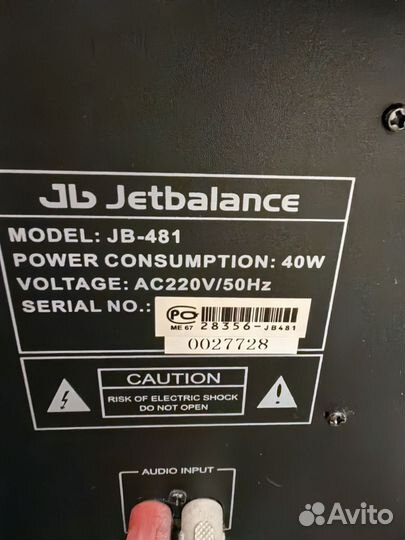 Jb Jetbalance
MODEL: JB-481
POWER CONSUMPTION: 40W
VOLTAGE: AC220V/50Hz
SERIAL NO.:
РС
ME 67
28356-JB481
0027728
CAUTION
RISK OF ELECTRIC SHOCK
DO NOT OPEN
AUDIO INPUT
Avito